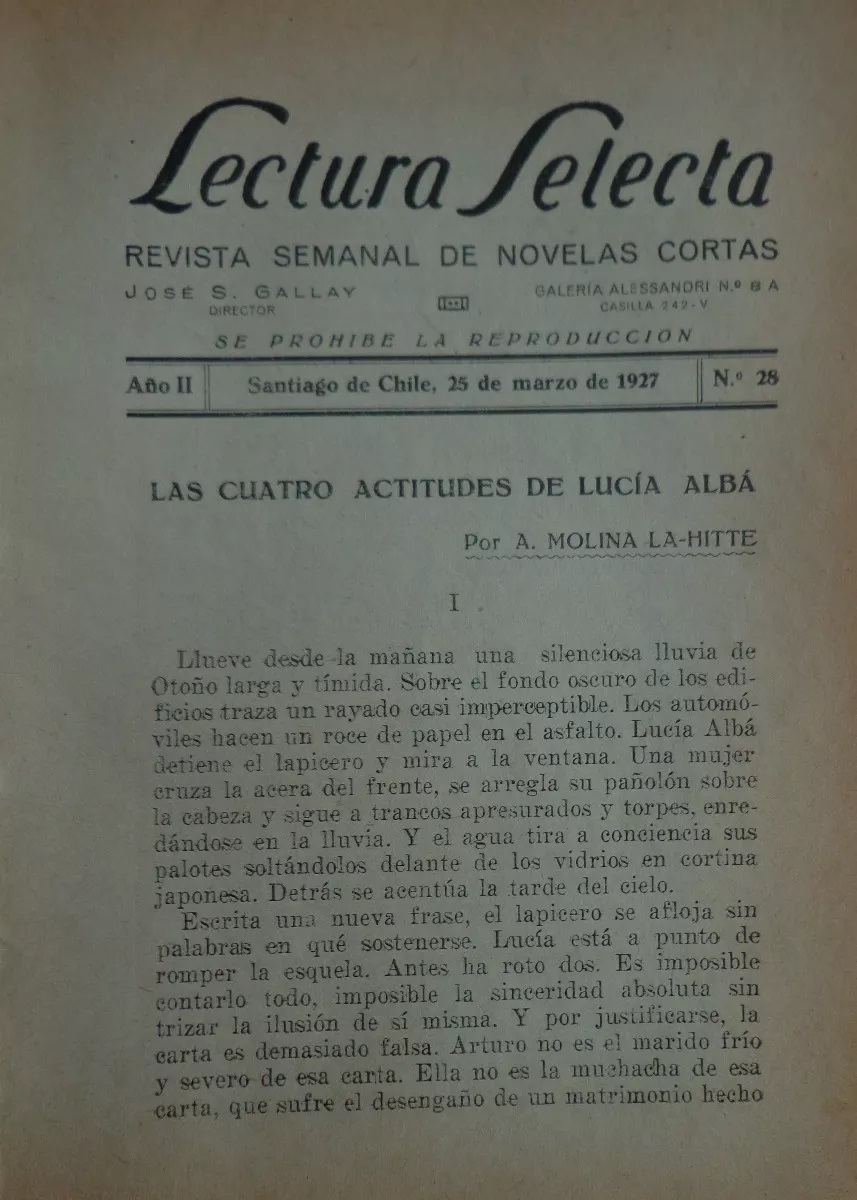 Lectura Selecta
REVISTA SEMANAL DE NOVELAS CORTAS
JOSÉ S. GALLAY
DIRECTOR
GALERÍA ALESSANDRI N.º 8 A
CASILLA 242-V
SE PROHIBE LA REPRODUCCION
Año II
Santiago de Chile, 25 de marzo de 1927
N.º 28
LAS CUATRO ACTITUDES DE LUCÍA ALBÁ
Por A. MOLINA LA-HITTE
I
Llueve desde la mañana una silenciosa lluvia de
Otoño larga y tímida. Sobre el fondo oscuro de los edi-
ficios traza un rayado casi imperceptible. Los automó-
viles hacen un roce de papel en el asfalto. Lucía Albá
detiene el lapicero y mira a la ventana. Una mujer
cruza la acera del frente, se arregla su pañolón sobre
la cabeza y sigue a trancos apresurados y torpes, enre-
dándose en la lluvia. Y el agua tira a conciencia sus
palotes soltándolos delante de los vidrios en cortina
japonesa. Detrás se acentúa la tarde del cielo.
Escrita una nueva frase, el lapicero se afloja sin
palabras en qué sostenerse. Lucía está a punto de
romper la esquela. Antes ha roto dos. Es imposible
contarlo todo, imposible la sinceridad absoluta sin
trizar la ilusión de sí misma. Y por justificarse, la
carta es demasiado falsa. Arturo no es el marido frío
y severo de esa carta. Ella no es la muchacha de esa
carta, que sufre el desengaño de un matrimonio hecho